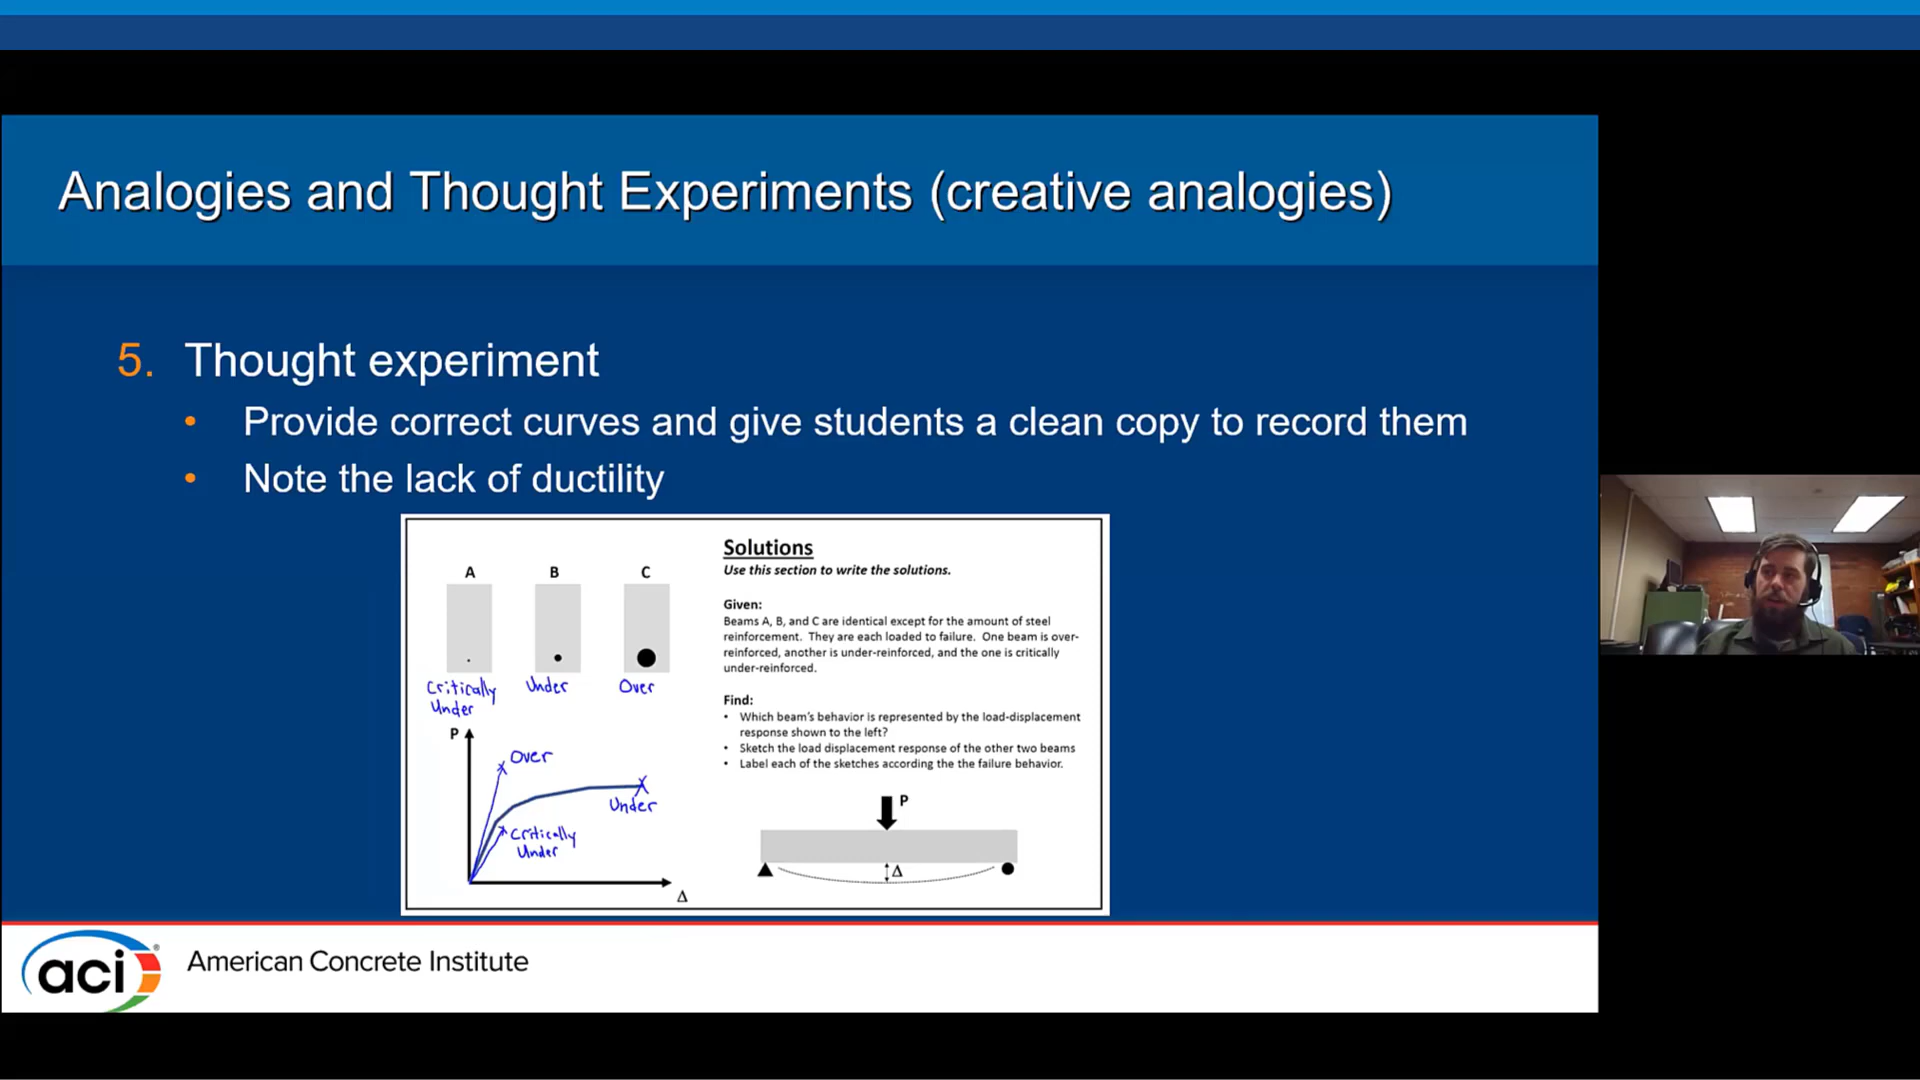 Analogies and Thought Experiments (creative analogies)
5. Thought experiment
• Provide correct curves and give students a clean copy to record them
• Note the lack of ductility
A B C
Critically Under
Under
Over
P
Over
Under
Critically
Under
Δ
Solutions
Use this section to write the solutions.
Given:
Beams A, B, and C are identical except for the amount of steel
reinforcement. They are each loaded to failure. One beam is over-
reinforced, another is under-reinforced, and the one is critically
under-reinforced.
Find:
• Which beam's behavior is represented by the load-displacement
response shown to the left?
• Sketch the load displacement response of the other two beams
• Label each of the sketches according the the failure behavior.
P
Δ
aci®
American Concrete Institute